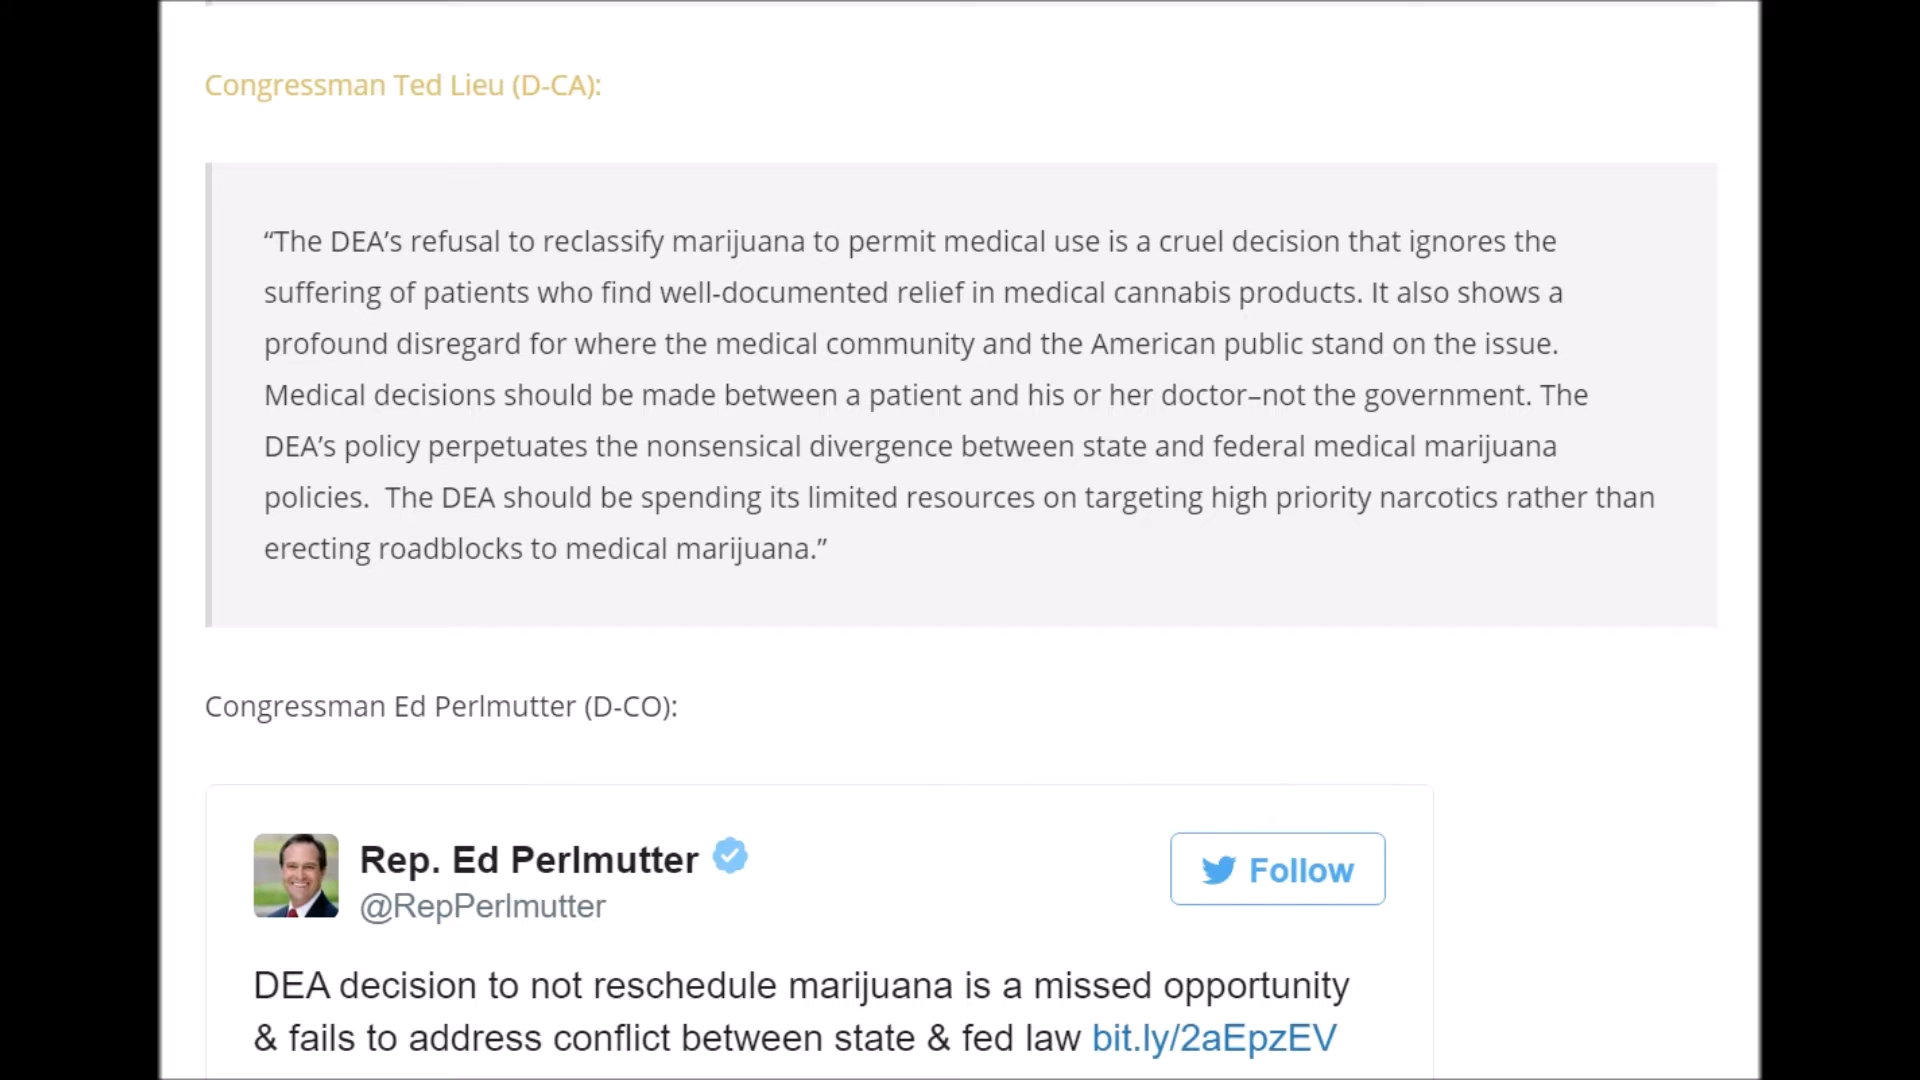 Congressman Ted Lieu (D-CA):
“The DEA’s refusal to reclassify marijuana to permit medical use is a cruel decision that ignores the
suffering of patients who find well-documented relief in medical cannabis products. It also shows a
profound disregard for where the medical community and the American public stand on the issue.
Medical decisions should be made between a patient and his or her doctor–not the government. The
DEA’s policy perpetuates the nonsensical divergence between state and federal medical marijuana
policies.  The DEA should be spending its limited resources on targeting high priority narcotics rather than
erecting roadblocks to medical marijuana.”
Congressman Ed Perlmutter (D-CO):
Rep. Ed Perlmutter
Follow
@RepPerlmutter
DEA decision to not reschedule marijuana is a missed opportunity
& fails to address conflict between state & fed law bit.ly/2aEpzEV